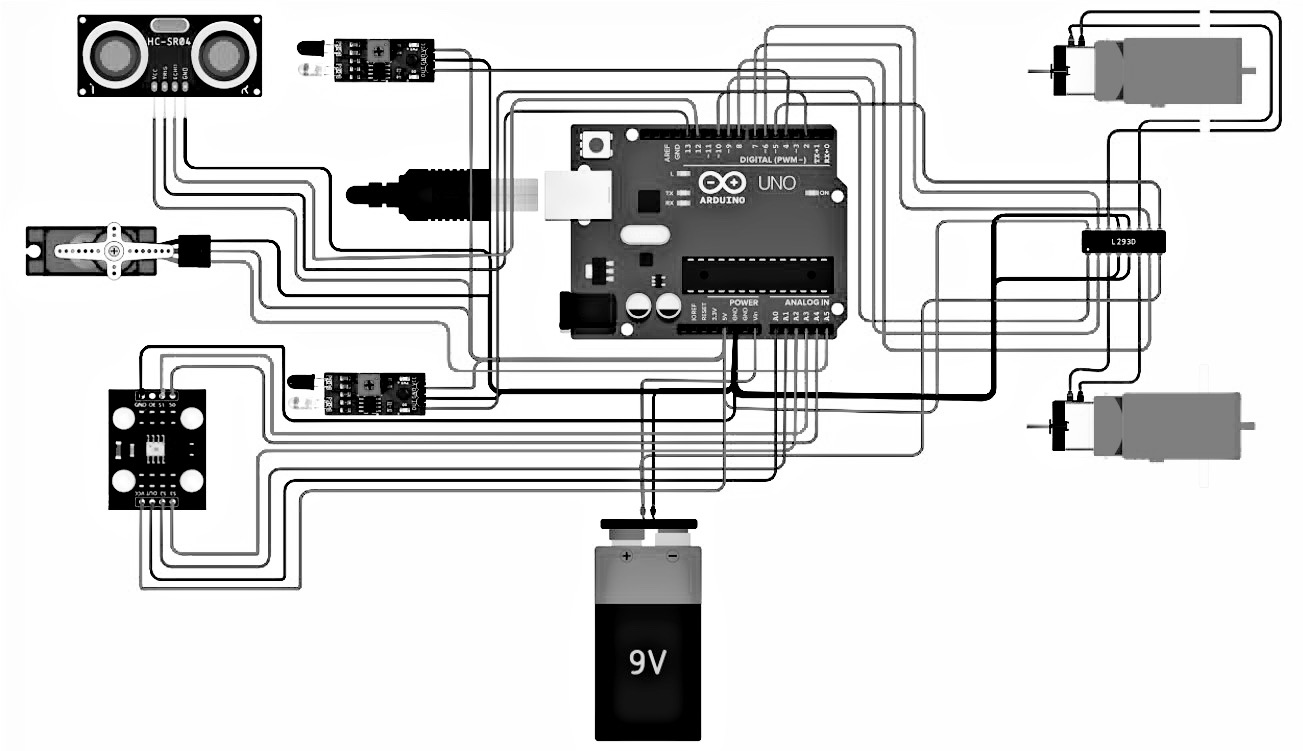 HC-SR04
VCC
TRIG
ECHO
GND
AREF
GND
13
12
~11
~10
~9
8
7
~6
~5
4
~3
2
TX→1
RX←0
DIGITAL (PWM~)
L
TX
RX
ARDUINO
UNO
ON
L293D
POWER
ANALOG IN
IOREF
RESET
3.3V
5V
GND
GND
Vin
A0
A1
A2
A3
A4
A5
GND
S1
S0
VCC
OUT
S2
S3
+
−
9V